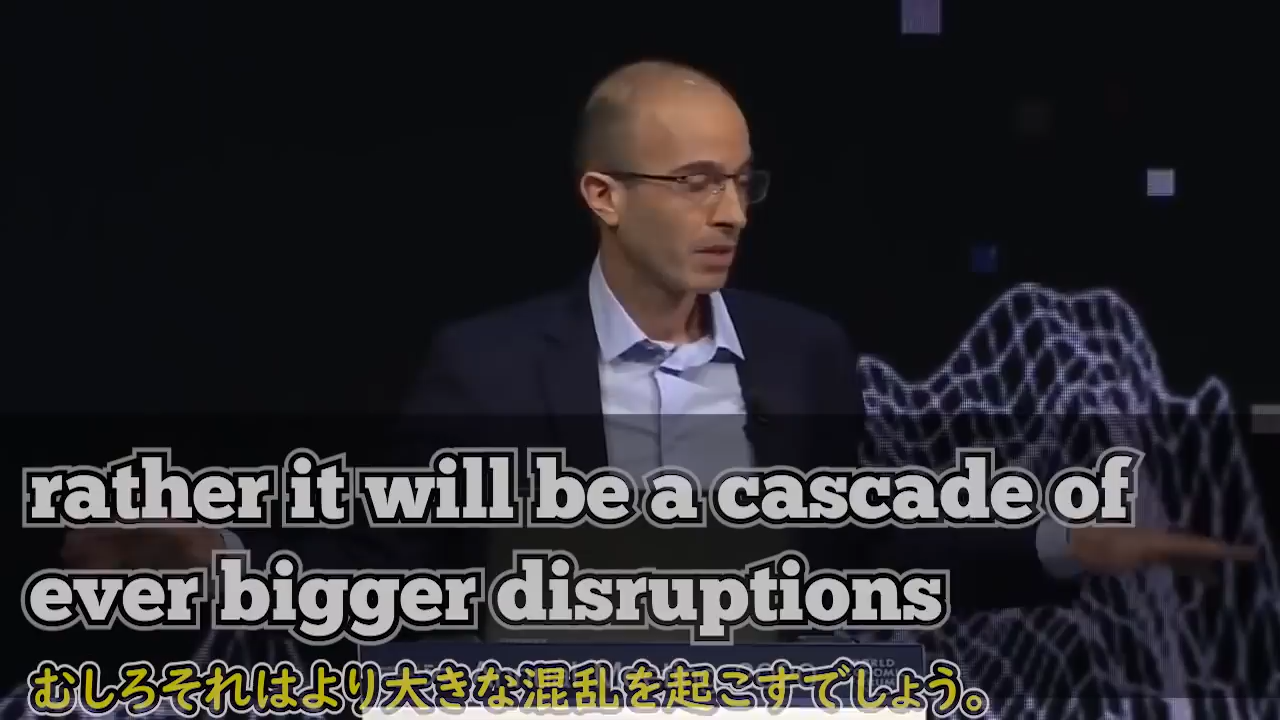 rather it will be a cascade of
ever bigger disruptions
むしろそれはより大きな混乱を起こすでしょう。